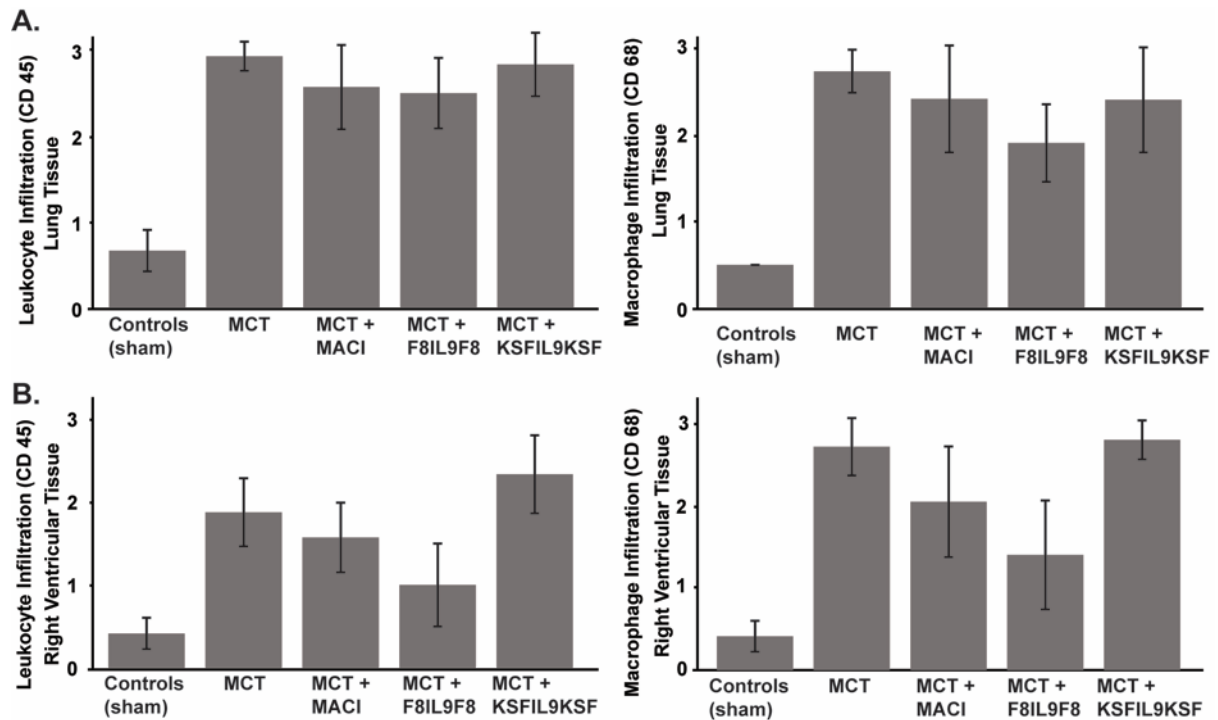 A.
Leukocyte Infiltration (CD 45)
Lung Tissue
3
2
1
0
Controls
(sham)
MCT
MCT +
MACI
MCT +
F8IL9F8
MCT +
KSFIL9KSF
Macrophage Infiltration (CD 68)
Lung Tissue
3
2
1
0
Controls
(sham)
MCT
MCT +
MACI
MCT +
F8IL9F8
MCT +
KSFIL9KSF
B.
Leukocyte Infiltration (CD 45)
Right Ventricular Tissue
3
2
1
0
Controls
(sham)
MCT
MCT +
MACI
MCT +
F8IL9F8
MCT +
KSFIL9KSF
Macrophage Infiltration (CD 68)
Right Ventricular Tissue
3
2
1
0
Controls
(sham)
MCT
MCT +
MACI
MCT +
F8IL9F8
MCT +
KSFIL9KSF